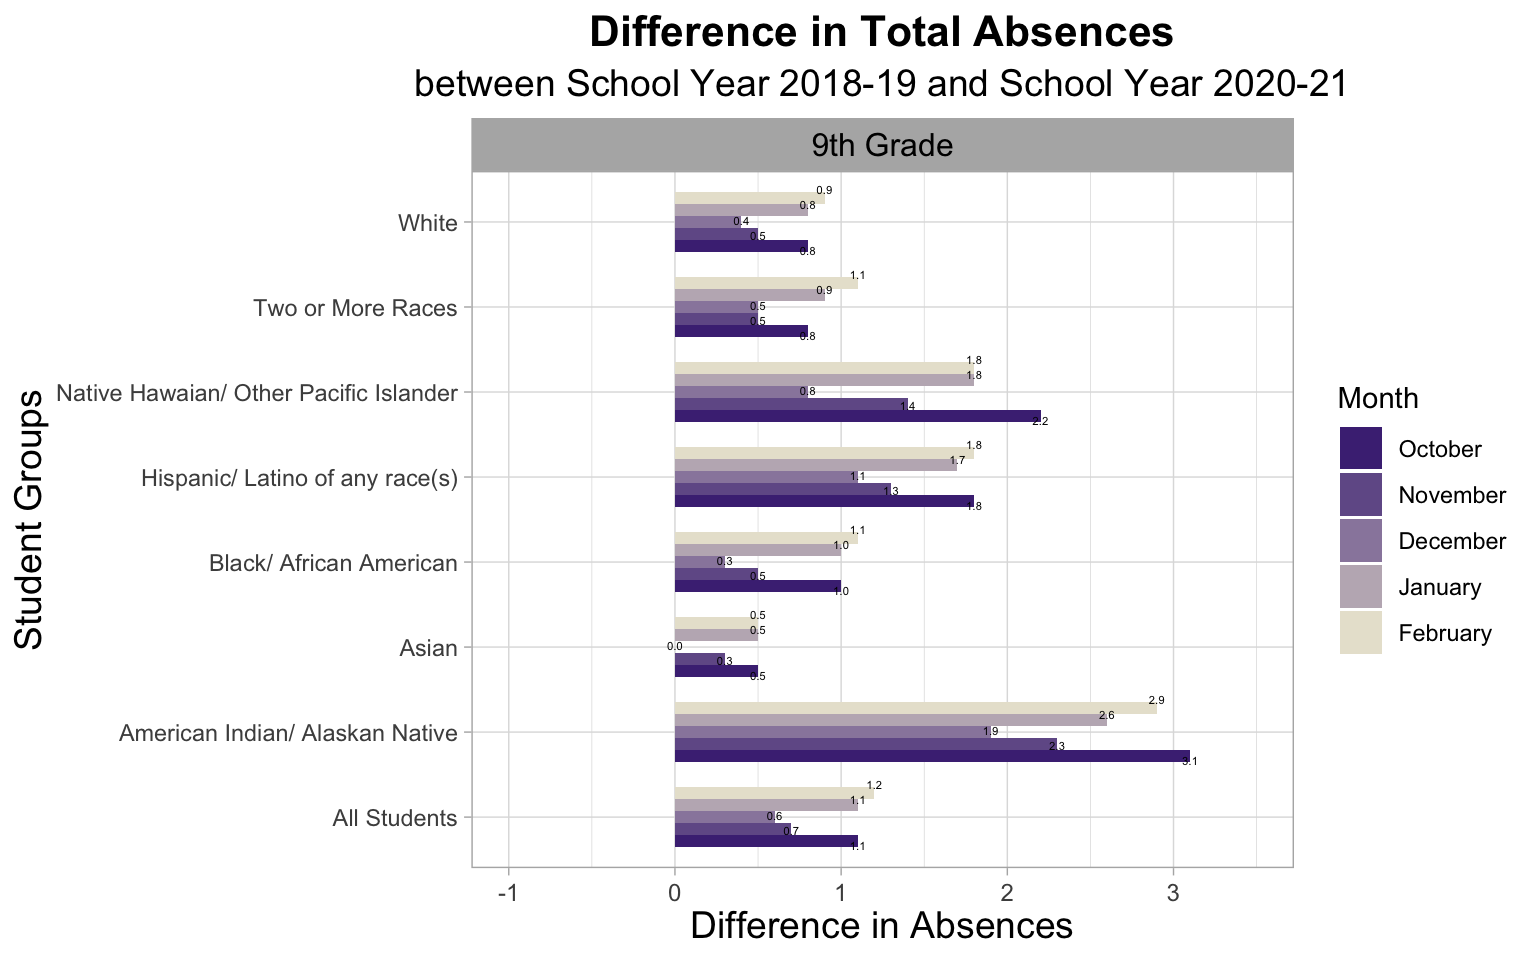 Difference in Total Absences
between School Year 2018-19 and School Year 2020-21
9th Grade
Student Groups
White
0.9
0.8
0.4
0.5
0.8
Two or More Races
1.1
0.9
0.5
0.5
0.8
Native Hawaian/ Other Pacific Islander
1.8
1.8
0.8
1.4
2.2
Hispanic/ Latino of any race(s)
1.8
1.7
1.1
1.3
1.8
Black/ African American
1.1
1.0
0.3
0.5
1.0
Asian
0.5
0.5
0.0
0.3
0.5
American Indian/ Alaskan Native
2.9
2.6
1.9
2.3
3.1
All Students
1.2
1.1
0.6
0.7
1.1
-1 0 1 2 3
Difference in Absences
Month
October
November
December
January
February